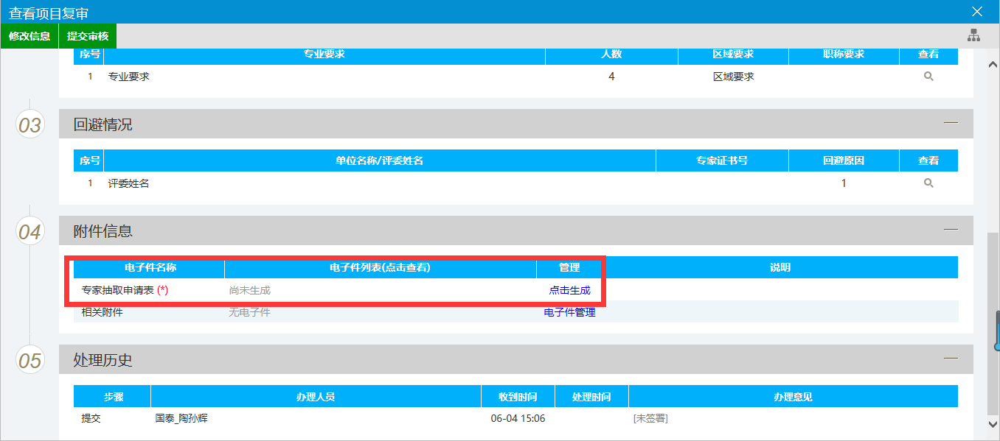 查看项目复审
修改信息 提交审核
序号 专业要求 人数 区域要求 职称要求 查看
1 专业要求 4 区域要求
03 回避情况
序号 单位名称/评委姓名 专家证书号 回避原因 查看
1 评委姓名 1
04 附件信息
电子件名称 电子件列表(点击查看) 管理 说明
专家抽取申请表 (*) 尚未生成 点击生成
相关附件 无电子件 电子件管理
05 处理历史
步骤 办理人员 收到时间 处理时间 办理意见
提交 国泰_陶孙辉 06-04 15:06 [未签署]